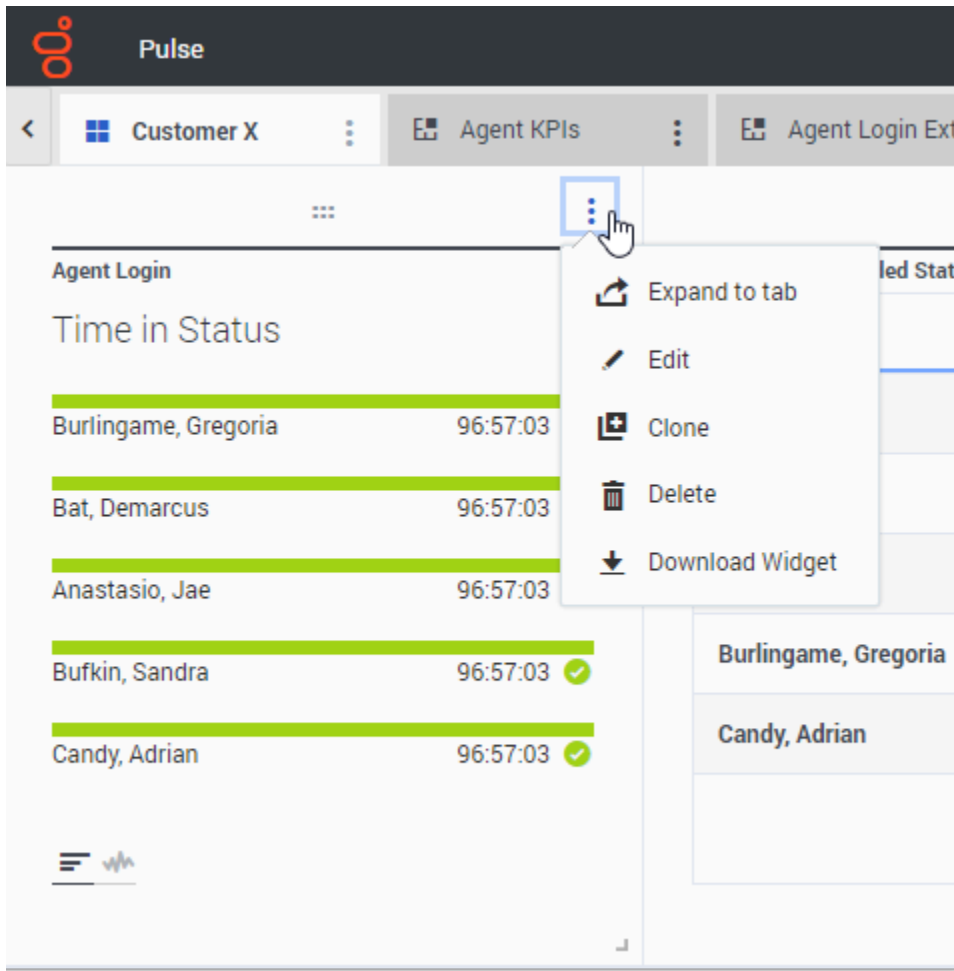 Pulse
Customer X
Agent KPIs
Agent Login Ext
Agent Login
Time in Status
Burlingame, Gregoria 96:57:03
Bat, Demarcus 96:57:03
Anastasio, Jae 96:57:03
Bufkin, Sandra 96:57:03
Candy, Adrian 96:57:03
Expand to tab
Edit
Clone
Delete
Download Widget
led Stat
Burlingame, Gregoria
Candy, Adrian